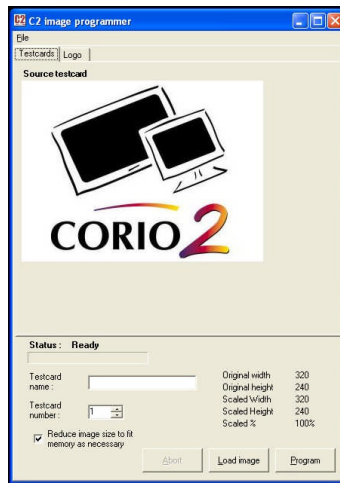 C2 C2 image programmer
File
Testcards Logo
Source testcard
CORIO2
Status : Ready
Testcard name :
Testcard number : 1
Original width 320
Original height 240
Scaled Width 320
Scaled Height 240
Scaled % 100%
Reduce image size to fit
memory as necessary
Abort Load image Program